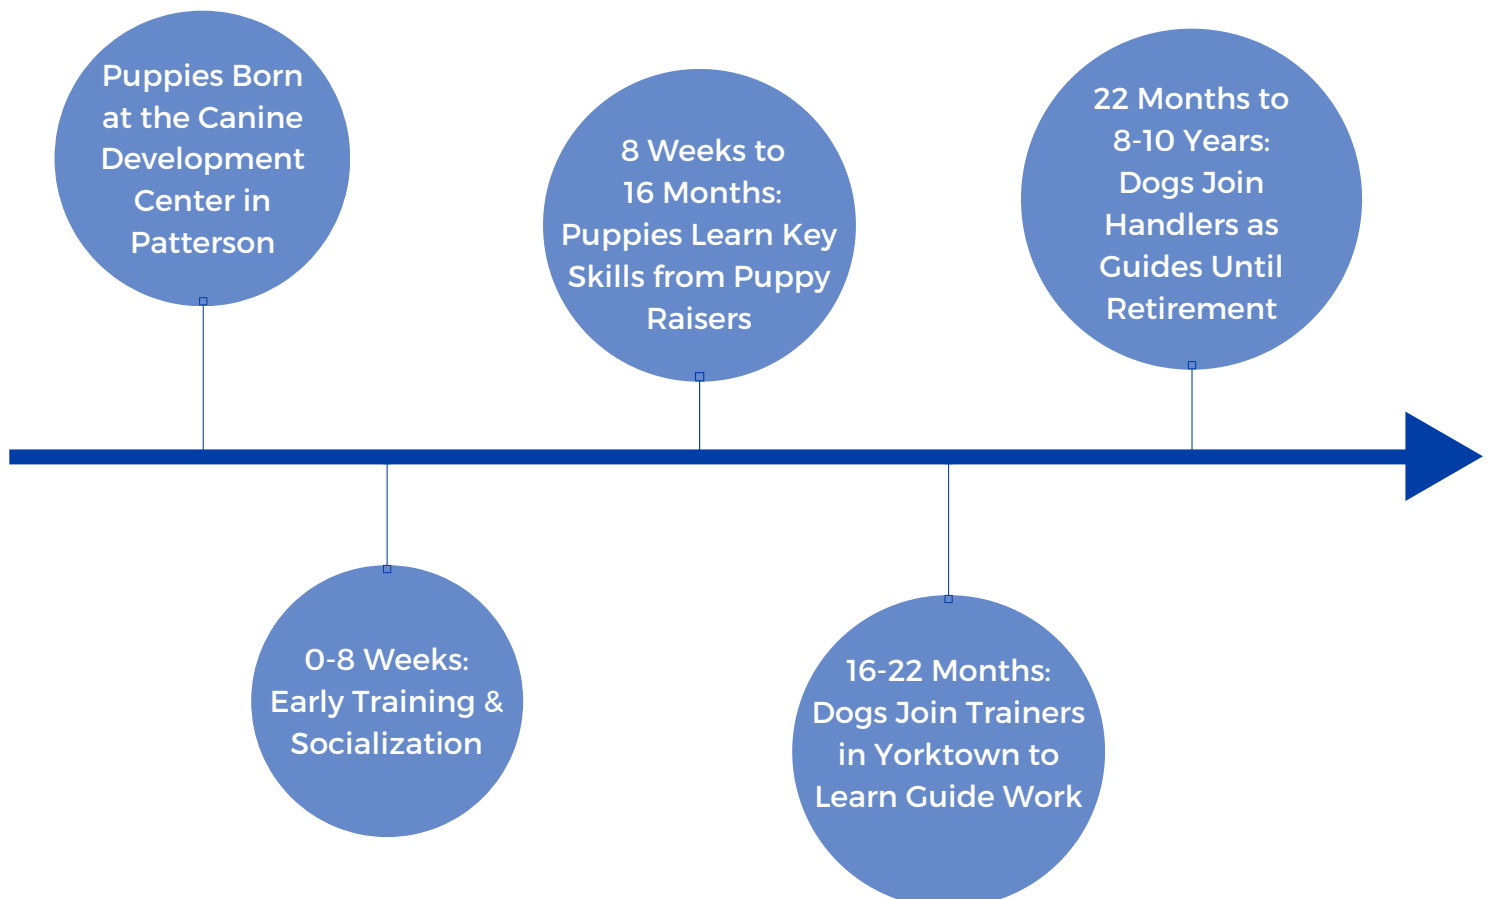 Puppies Born
at the Canine
Development
Center in
Patterson
0-8 Weeks:
Early Training &
Socialization
8 Weeks to
16 Months:
Puppies Learn Key
Skills from Puppy
Raisers
16-22 Months:
Dogs Join Trainers
in Yorktown to
Learn Guide Work
22 Months to
8-10 Years:
Dogs Join
Handlers as
Guides Until
Retirement